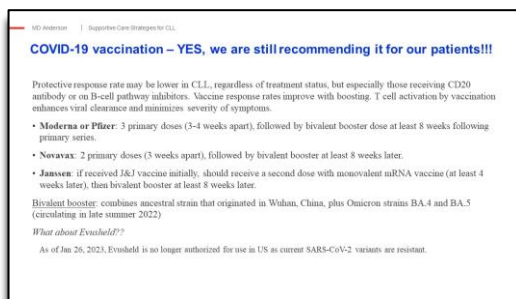 MD Anderson | Supportive Care Strategies for CLL
COVID-19 vaccination – YES, we are still recommending it for our patients!!!
Protective response rate may be lower in CLL, regardless of treatment status, but especially those receiving CD20
antibody or on B-cell pathway inhibitors. Vaccine response rates improve with boosting. T cell activation by vaccination
enhances viral clearance and minimizes severity of symptoms.
• Moderna or Pfizer: 3 primary doses (3-4 weeks apart), followed by bivalent booster dose at least 8 weeks following
primary series.
• Novavax: 2 primary doses (3 weeks apart), followed by bivalent booster at least 8 weeks later.
• Janssen: if received J&J vaccine initially, should receive a second dose with monovalent mRNA vaccine (at least 4
weeks later), then bivalent booster at least 8 weeks later.
Bivalent booster: combines ancestral strain that originated in Wuhan, China, plus Omicron strains BA.4 and BA.5
(circulating in late summer 2022)
What about Evusheld??
As of Jan 26, 2023, Evusheld is no longer authorized for use in US as current SARS-CoV-2 variants are resistant.